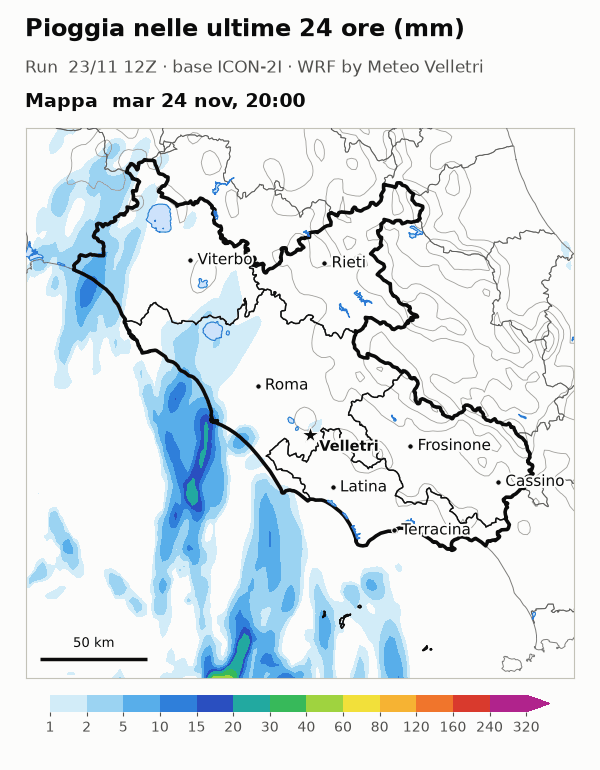 Pioggia nelle ultime 24 ore (mm)
Run 23/11 12Z · base ICON-2I · WRF by Meteo Velletri
Mappa mar 24 nov, 20:00
Viterbo
Rieti
Roma
Velletri
Frosinone
Cassino
Latina
Terracina
50 km
1 2 5 10 15 20 30 40 60 80 120 160 240 320